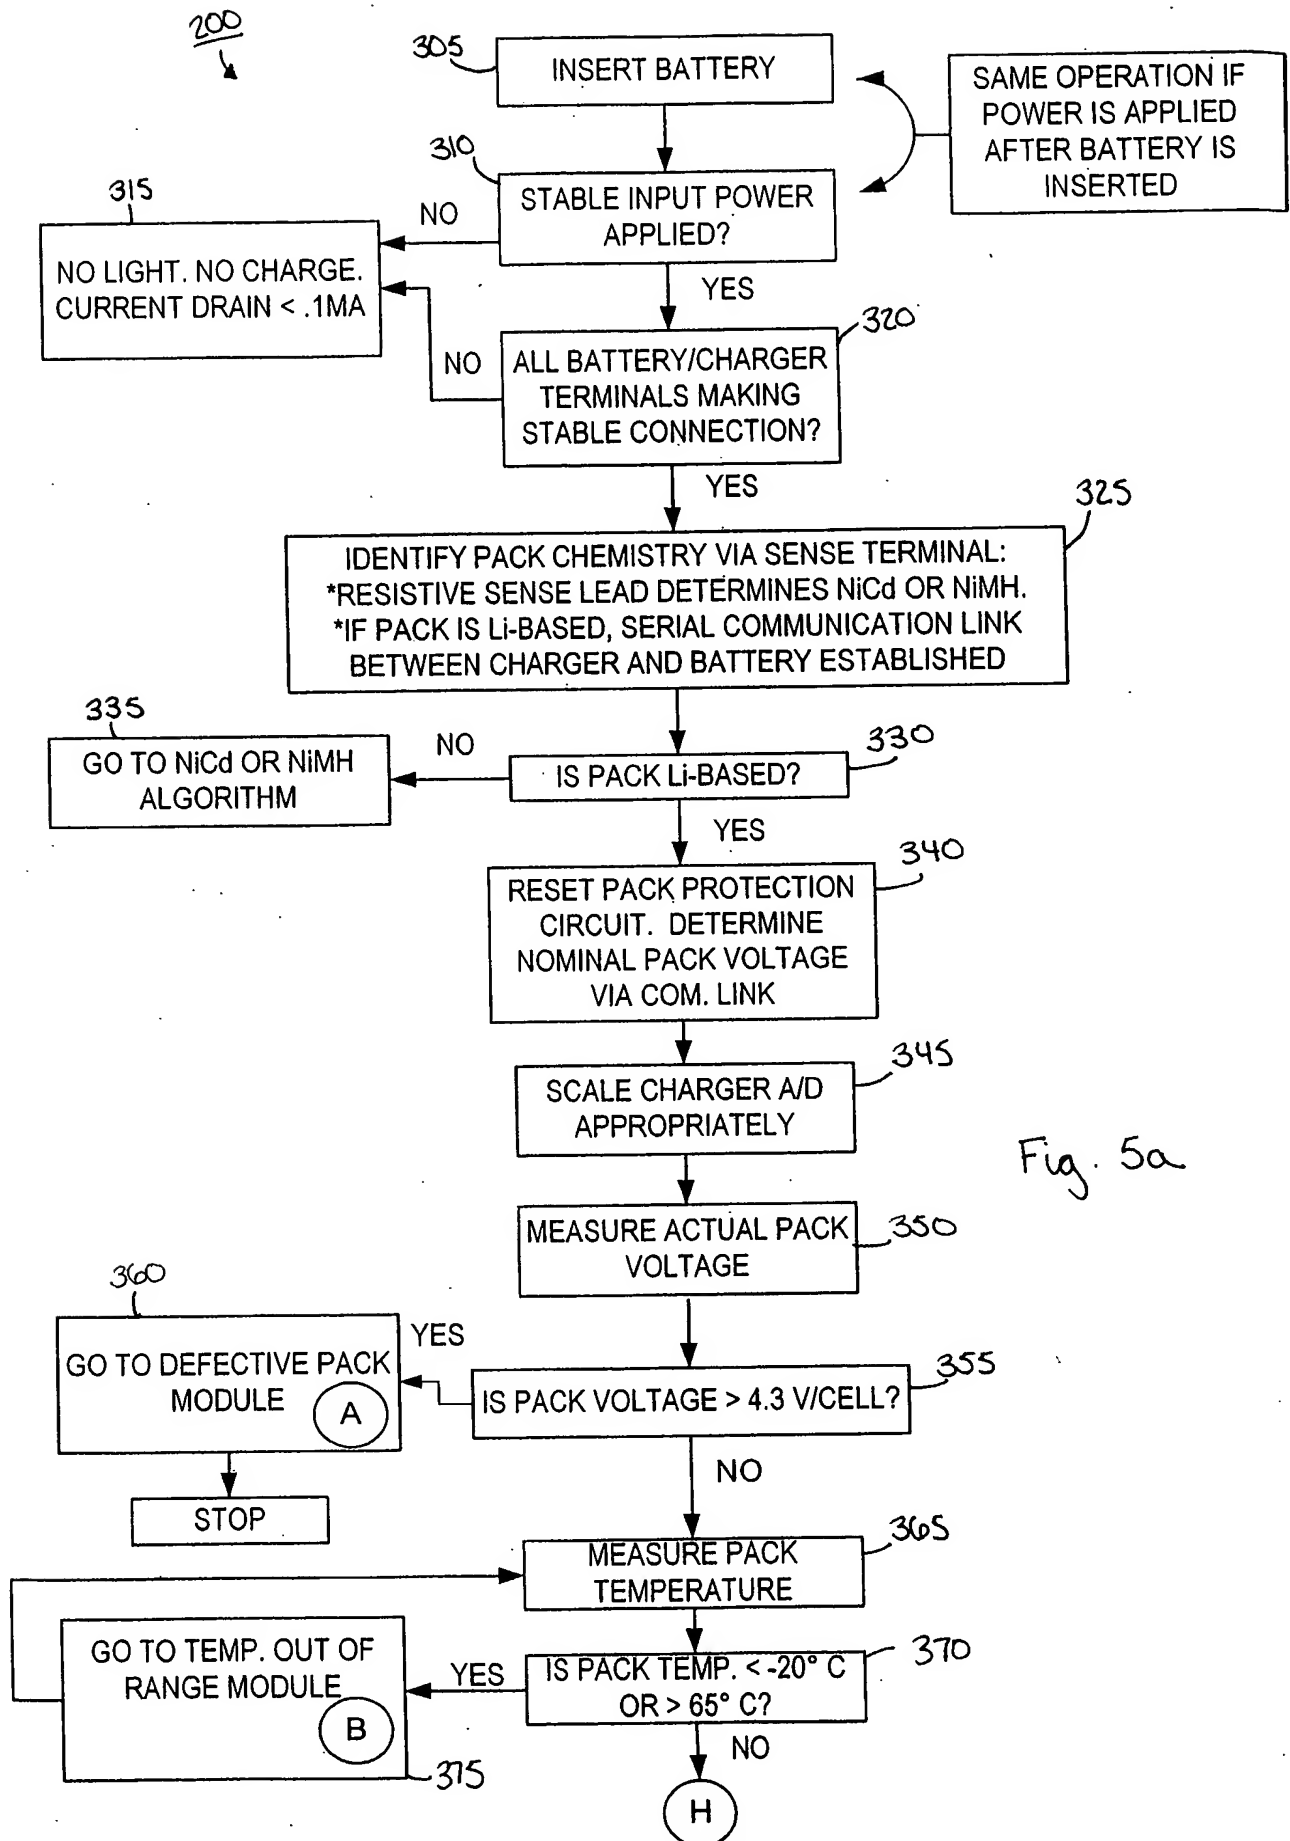 200
305
INSERT BATTERY
SAME OPERATION IF
POWER IS APPLIED
AFTER BATTERY IS
INSERTED
310
STABLE INPUT POWER
APPLIED?
315
NO
NO LIGHT. NO CHARGE.
CURRENT DRAIN < .1MA
YES
320
NO
ALL BATTERY/CHARGER
TERMINALS MAKING
STABLE CONNECTION?
YES
325
IDENTIFY PACK CHEMISTRY VIA SENSE TERMINAL:
*RESISTIVE SENSE LEAD DETERMINES NiCd OR NiMH.
*IF PACK IS Li-BASED, SERIAL COMMUNICATION LINK
BETWEEN CHARGER AND BATTERY ESTABLISHED
335
GO TO NiCd OR NiMH
ALGORITHM
NO
330
IS PACK Li-BASED?
YES
340
RESET PACK PROTECTION
CIRCUIT. DETERMINE
NOMINAL PACK VOLTAGE
VIA COM. LINK
345
SCALE CHARGER A/D
APPROPRIATELY
Fig. 5a
350
MEASURE ACTUAL PACK
VOLTAGE
360
GO TO DEFECTIVE PACK
MODULE
A
YES
355
IS PACK VOLTAGE > 4.3 V/CELL?
STOP
NO
365
MEASURE PACK
TEMPERATURE
GO TO TEMP. OUT OF
RANGE MODULE
B
375
YES
370
IS PACK TEMP. < -20° C
OR > 65° C?
NO
H